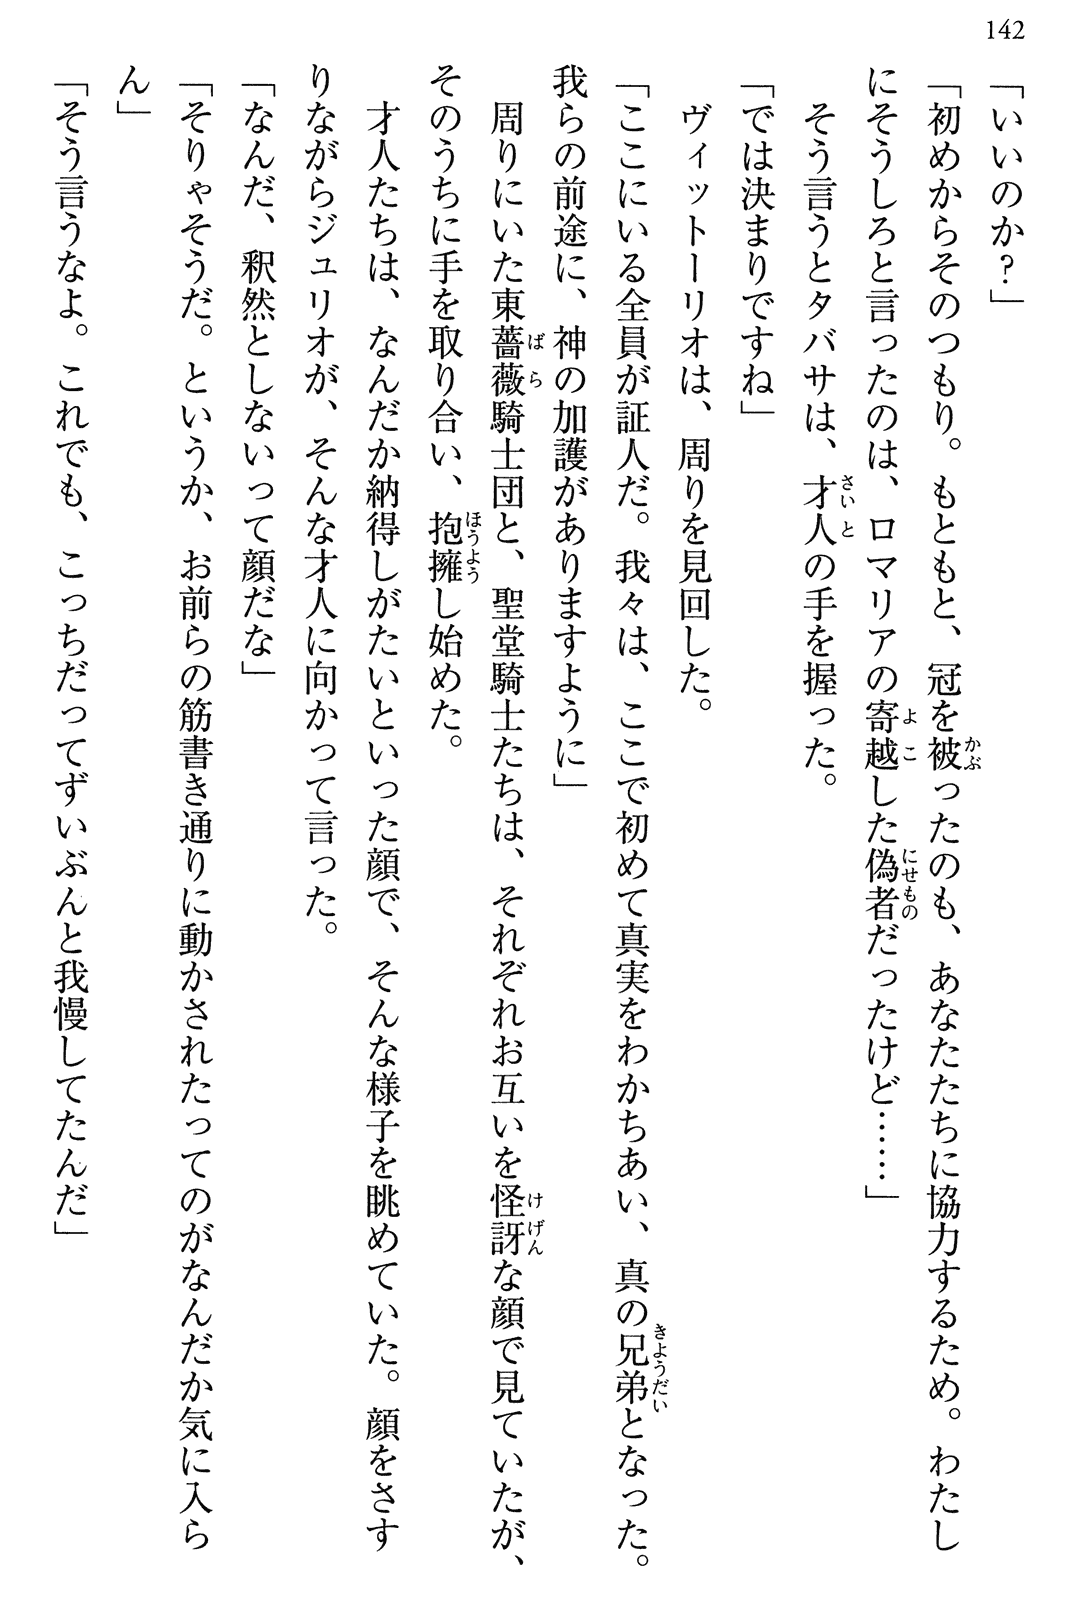 142
「いいのか?」
「初めからそのつもり。もともと、冠を被ったのも、あなたたちに協力するため。わたし
にそうしろと言ったのは、ロマリアの寄越した偽者だったけど……」
そう言うとタバサは、才人の手を握った。
「では決まりですね」
ヴィットーリオは、周りを見回した。
「ここにいる全員が証人だ。我々は、ここで初めて真実をわかちあい、真の兄弟となった。
我らの前途に、神の加護がありますように」
周りにいた東薔薇騎士団と、聖堂騎士たちは、それぞれお互いを怪訝な顔で見ていたが、
そのうちに手を取り合い、抱擁し始めた。
才人たちは、なんだか納得しがたいといった顔で、そんな様子を眺めていた。顔をさす
りながらジュリオが、そんな才人に向かって言った。
「なんだ、釈然としないって顔だな」
「そりゃそうだ。というか、お前らの筋書き通りに動かされたってのがなんだか気に入ら
ん」
「そう言うなよ。これでも、こっちだってずいぶんと我慢してたんだ」